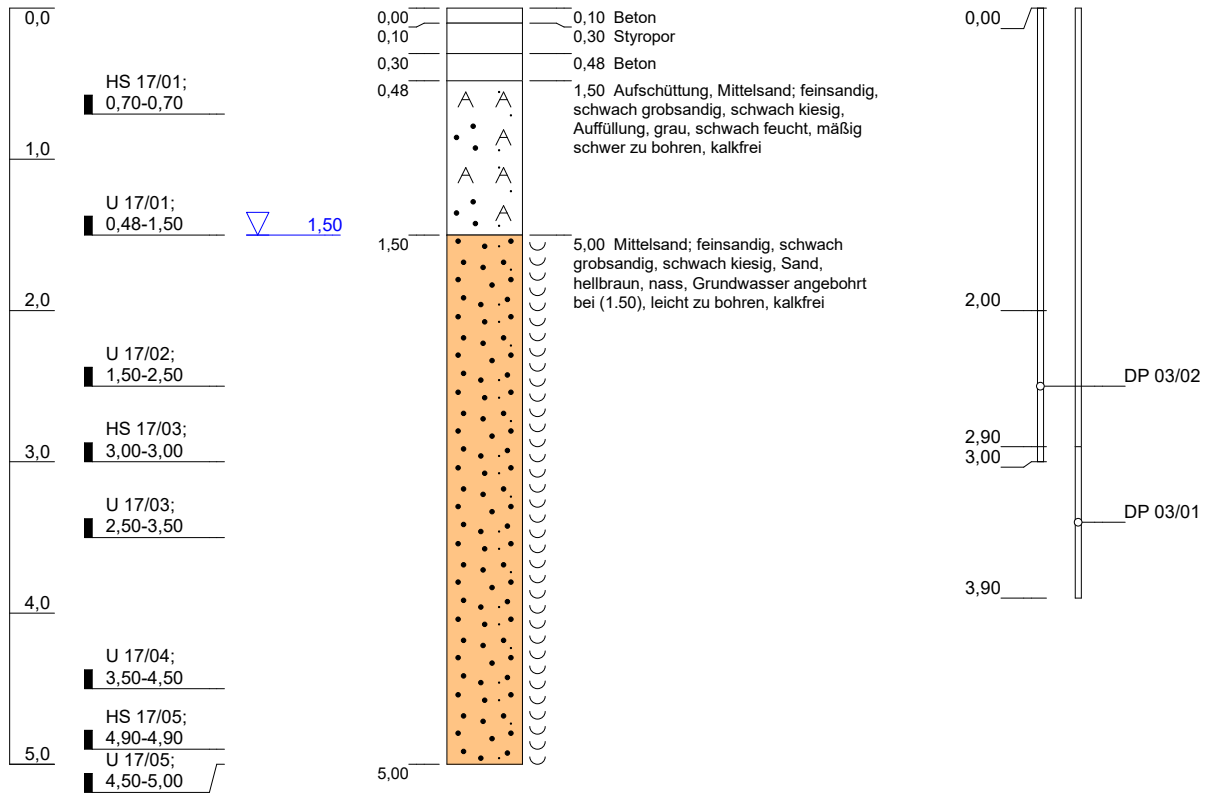 0,0
1,0
2,0
3,0
4,0
5,0
HS 17/01;
0,70-0,70
U 17/01;
0,48-1,50
U 17/02;
1,50-2,50
HS 17/03;
3,00-3,00
U 17/03;
2,50-3,50
U 17/04;
3,50-4,50
HS 17/05;
4,90-4,90
U 17/05;
4,50-5,00
1,50
0,00
0,10
0,30
0,48
1,50
5,00
0,10 Beton
0,30 Styropor
0,48 Beton
1,50 Aufschüttung, Mittelsand; feinsandig,
schwach grobsandig, schwach kiesig,
Auffüllung, grau, schwach feucht, mäßig
schwer zu bohren, kalkfrei
5,00 Mittelsand; feinsandig, schwach
grobsandig, schwach kiesig, Sand,
hellbraun, nass, Grundwasser angebohrt
bei (1.50), leicht zu bohren, kalkfrei
0,00
2,00
2,90
3,00
3,90
DP 03/02
DP 03/01